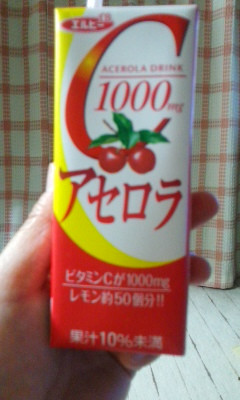 エルビー
C
ACEROLA DRINK
1000mg
アセロラ
ビタミンCが1000mg
レモン約50個分!!
果汁10%未満